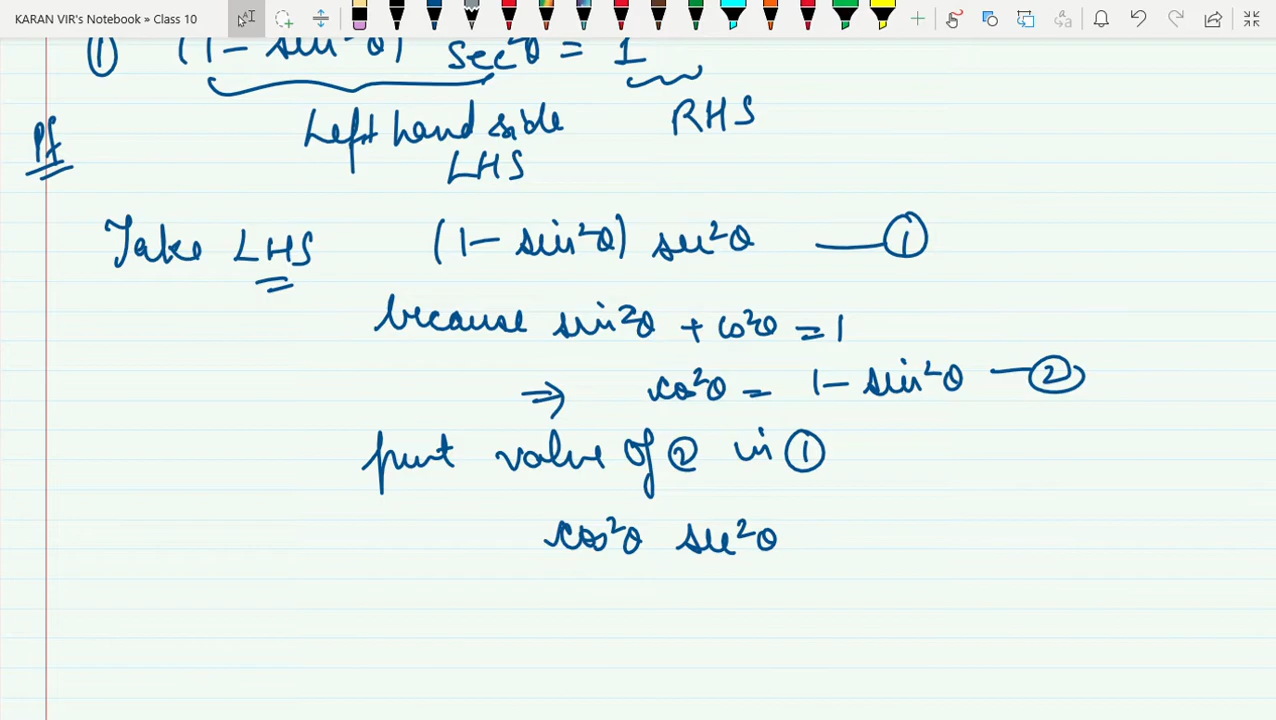 KARAN VIR's Notebook » Class 10
① (1- sin²θ) sec²θ = 1
Left hand side RHS
Pf
LHS
Take LHS (1- sin²θ) sec²θ —①
because sin²θ + cos²θ = 1
⇒ cos²θ = 1- sin²θ —②
put value of ② in ①
cos²θ sec²θ